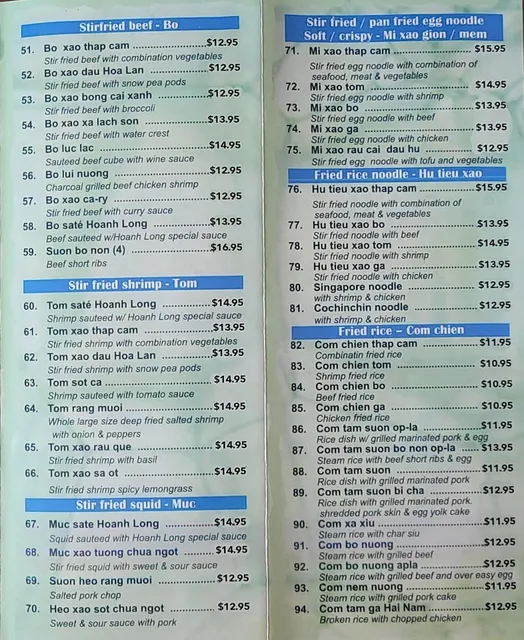 Stirfried beef - Bo
51. Bo xao thap cam ......................$12.95
Stir fried beef with combination vegetables
52. Bo xao dau Hoa Lan ................$12.95
Stir fried beef with snow pea pods
53. Bo xao bong cai xanh ..............$12.95
Stir fried beef with broccoli
54. Bo xao xa lach son ..................$13.95
Stir fried beef with water crest
55. Bo luc lac .................................$14.95
Sauteed beef cube with wine sauce
56. Bo lui nuong .............................$12.95
Charcoal grilled beef chicken shrimp
57. Bo xao ca-ry .............................$12.95
Stir fried beef with curry sauce
58. Bo saté Hoanh Long ................$13.95
Beef sauteed w/Hoanh Long special sauce
59. Suon bo non (4) .......................$16.95
Beef short ribs
Stir fried shrimp - Tom
60. Tom saté Hoanh Long .............$14.95
Shrimp sauteed w/ Hoanh Long special sauce
61. Tom xao thap cam ...................$13.95
Stir fried shrimp with combination vegetables
62. Tom xao dau Hoa Lan .............$13.95
Stir fried shrimp with snow pea pods
63. Tom sot ca ...............................$14.95
Shrimp sauteed with tomato sauce
64. Tom rang muoi ........................$14.95
Whole large size deep fried salted shrimp
with onion & peppers
65. Tom xao rau que ......................$14.95
Stir fried shrimp with basil
66. Tom xao sa ot ..........................$14.95
Stir fried shrimp spicy lemongrass
Stir fried squid - Muc
67. Muc sate Hoanh Long .............$14.95
Squid sauteed with Hoanh Long special sauce
68. Muc xao tuong chua ngot ........$14.95
Stir fried squid with sweet & sour sauce
69. Suon heo rang muoi ................$12.95
Salted pork chop
70. Heo xao sot chua ngot ............$12.95
Sweet & sour sauce with pork
Stir fried / pan fried egg noodle
Soft / crispy - Mi xao gion / mem
71. Mi xao thap cam ......................$15.95
Stir fried egg noodle with combination of
seafood, meat & vegetables
72. Mi xao tom ...............................$14.95
Stir fried egg noodle with shrimp
73. Mi xao bo .................................$13.95
Stir fried egg noodle with beef
74. Mi xao ga .................................$13.95
Stir fried egg noodle with chicken
75. Mi xao rau cai dau hu ............$12.95
Stir fried egg noodle with tofu and vegetables
Fried rice noodle - Hu tieu xao
76. Hu tieu xao thap cam ..............$15.95
Stir fried noodle with combination of
seafood, meat & vegetables
77. Hu tieu xao bo .........................$13.95
Stir fried noodle with beef
78. Hu tieu xao tom .......................$14.95
Stir fried noodle with shrimp
79. Hu tieu xao ga .........................$13.95
Stir fried noodle with chicken
80. Singapore noodle ....................$12.95
with shrimp & chicken
81. Cochinchin noodle ..................$12.95
with shrimp & chicken
Fried rice – Com chien
82. Com chien thap cam ...............$11.95
Combinatin fried rice
83. Com chien tom ........................$10.95
Shrimp fried rice
84. Com chien bo ..........................$10.95
Beef fried rice
85. Com chien ga ..........................$10.95
Chicken fried rice
86. Com tam suon op-la ................$11.95
Rice dish w/ grilled marinated pork & egg
87. Com tam suon bo non op-la ...$13.95
Steam rice with beef short ribs & egg
88. Com tam suon .........................$11.95
Rice dish with grilled marinated pork
89. Com tam suon bi cha ..............$12.95
Rice dish with grilled marinated pork.
shredded pork skin & egg yolk cake
90. Com xa xiu ..............................$11.95
Steam rice with char siu
91. Com bo nuong .........................$12.95
Steam rice with grilled beef
92. Com bo nuong apla .................$12.95
Steam rice with grilled beef and over easy egg
93. Com nem nuong ......................$11.95
Steam rice with grilled pork cake
94. Com tam ga Hai Nam ..............$12.95
Broken rice with chopped chicken